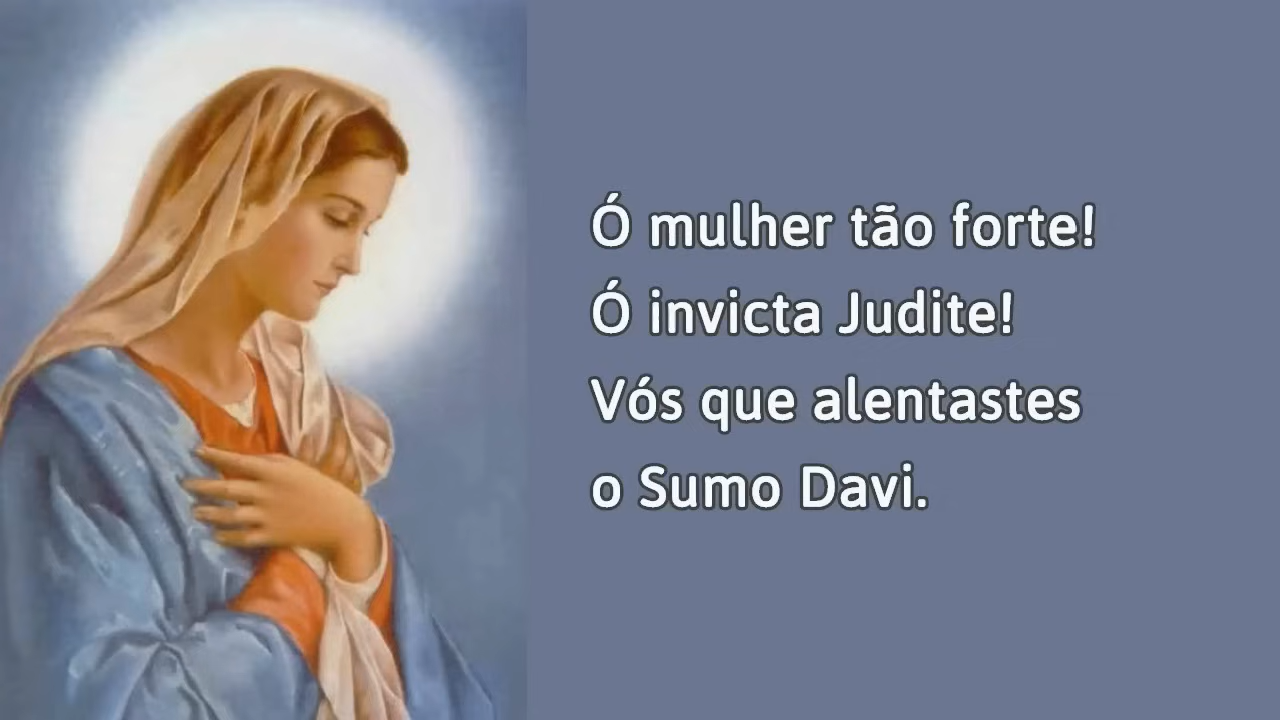 Ó mulher tão forte!
Ó invicta Judite!
Vós que alentastes
o Sumo Davi.